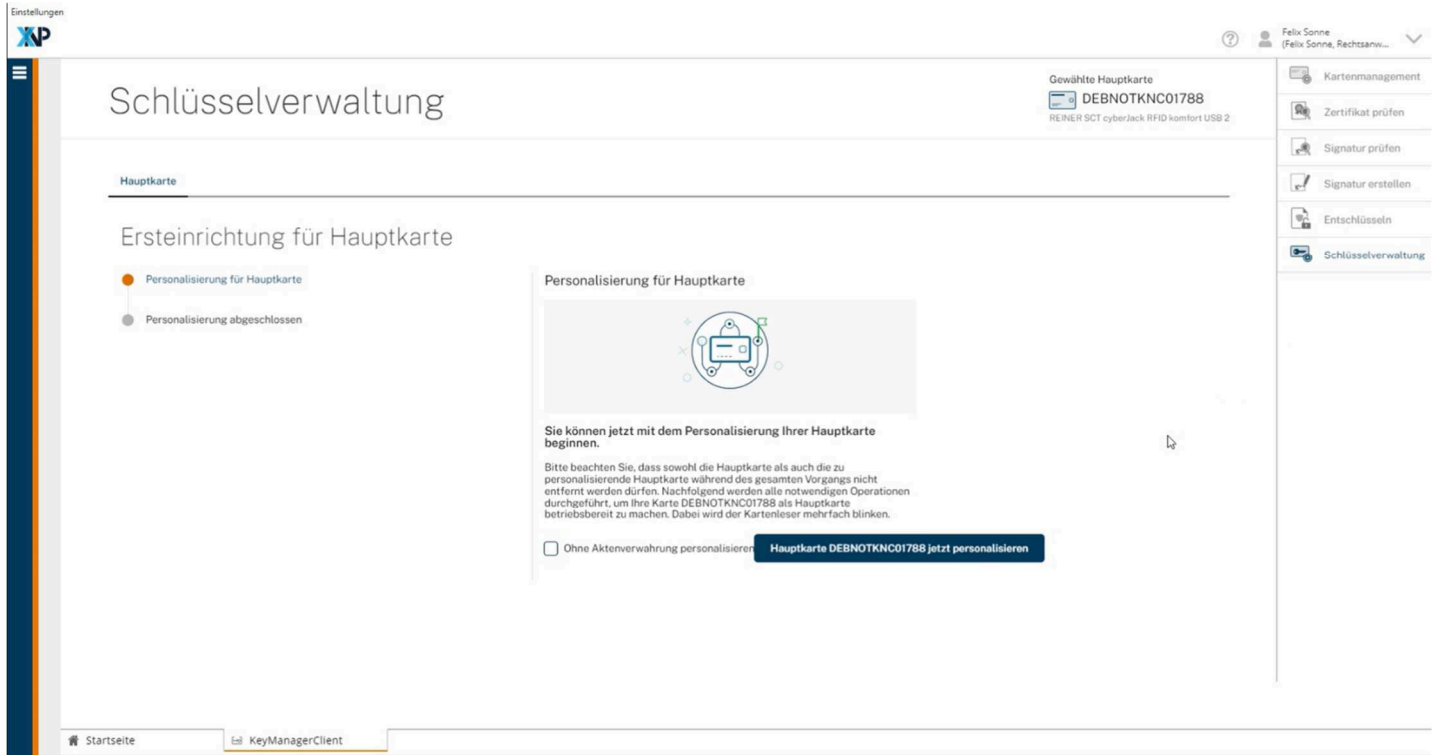 Einstellungen
XNP
Felix Sonne
(Felix Sonne, Rechtsanw...
Schlüsselverwaltung
Gewählte Hauptkarte
DEBNOTKNC01788
REINER SCT cyberJack RFID komfort USB 2
Kartenmanagement
Zertifikat prüfen
Signatur prüfen
Signatur erstellen
Entschlüsseln
Schlüsselverwaltung
Hauptkarte
Ersteinrichtung für Hauptkarte
Personalisierung für Hauptkarte
Personalisierung abgeschlossen
Personalisierung für Hauptkarte
Sie können jetzt mit dem Personalisierung Ihrer Hauptkarte
beginnen.
Bitte beachten Sie, dass sowohl die Hauptkarte als auch die zu
personalisierende Hauptkarte während des gesamten Vorgangs nicht
entfernt werden dürfen. Nachfolgend werden alle notwendigen Operationen
durchgeführt, um Ihre Karte DEBNOTKNC01788 als Hauptkarte
betriebsbereit zu machen. Dabei wird der Kartenleser mehrfach blinken.
Ohne Aktenverwahrung personalisieren
Hauptkarte DEBNOTKNC01788 jetzt personalisieren
Startseite
KeyManagerClient